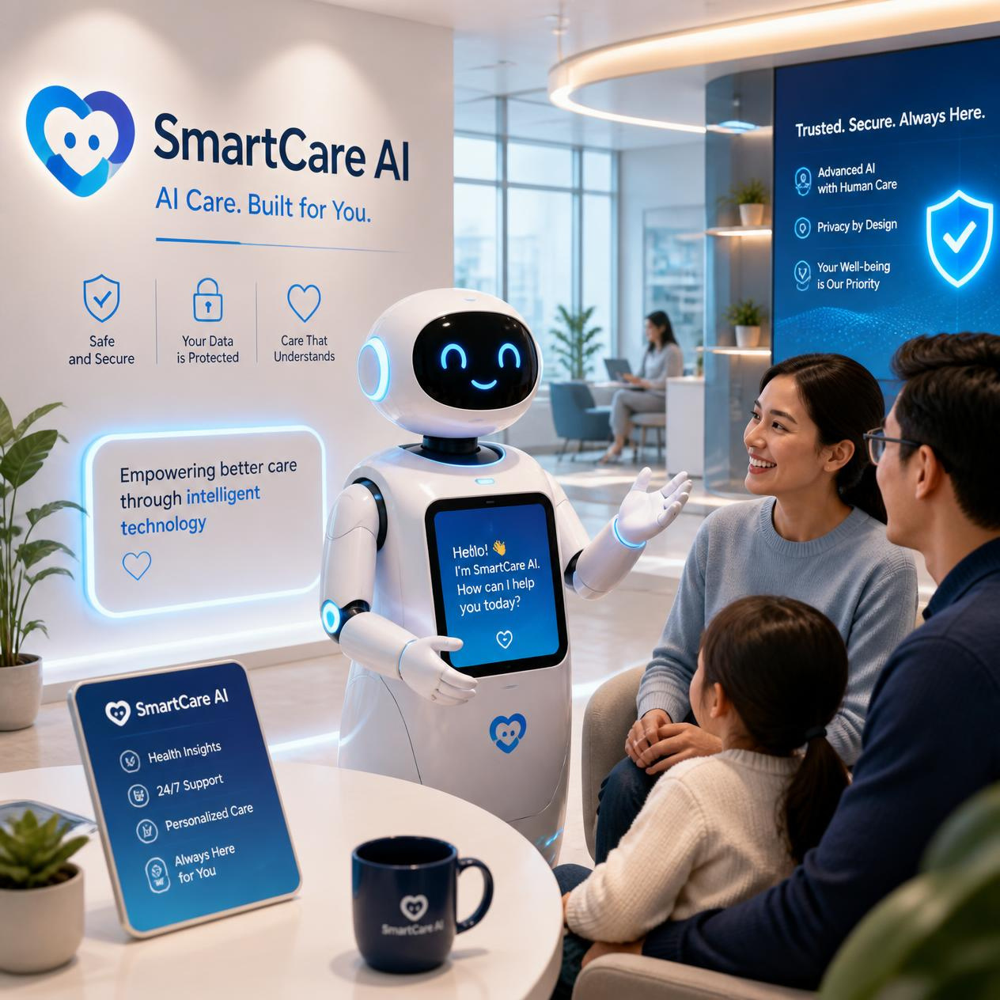 SmartCare AI
AI Care. Built for You.
Safe
and Secure
Your Data
is Protected
Care That
Understands
Empowering better care
through intelligent
technology
Trusted. Secure. Always Here.
Advanced AI
with Human Care
Privacy by Design
Your Well-being
is Our Priority
Hello! 👋
I'm SmartCare AI.
How can I help
you today?
SmartCare AI
Health Insights
24/7 Support
Personalized Care
Always Here
for You
SmartCare AI